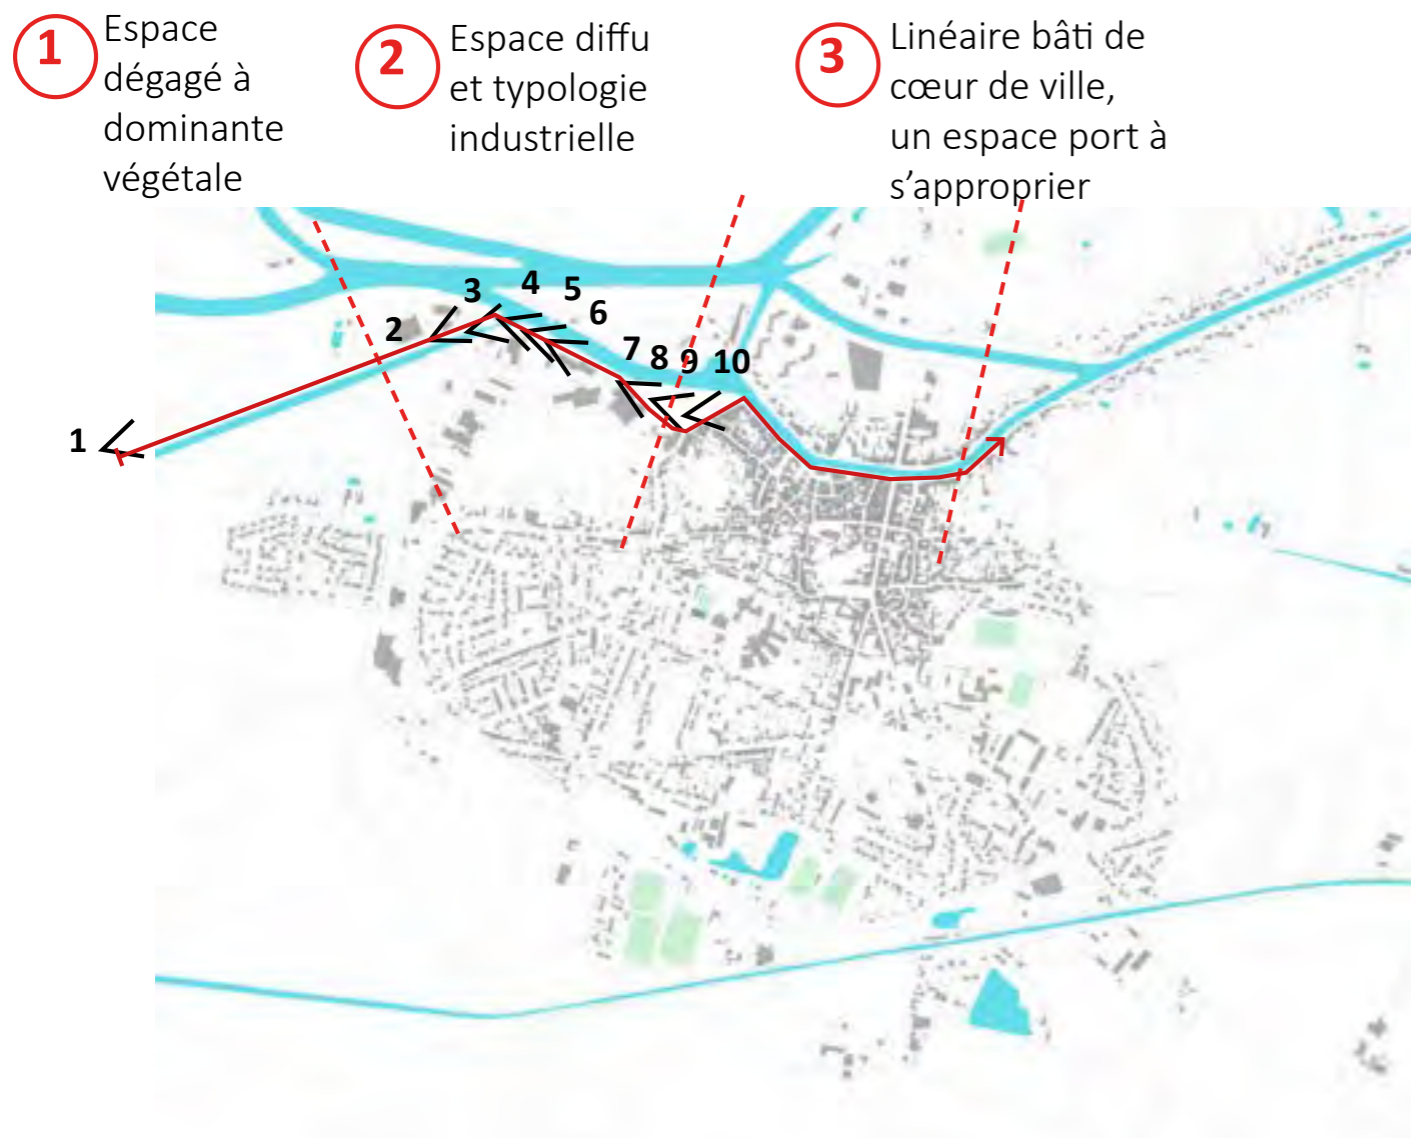 1
Espace
dégagé à
dominante
végétale
2
Espace diffu
et typologie
industrielle
3
Linéaire bâti de
cœur de ville,
un espace port à
s’approprier
1
2
3
4
5
6
7
8
9
10